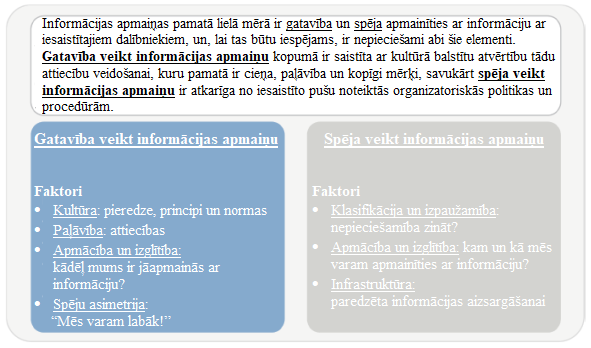 Informācijas apmaiņas pamatā lielā mērā ir gatavība un spēja apmainīties ar informāciju ar
iesaistītajiem dalībniekiem, un, lai tas būtu iespējams, ir nepieciešami abi šie elementi.
Gatavība veikt informācijas apmaiņu kopumā ir saistīta ar kultūrā balstītu atvērtību tādu
attiecību veidošanai, kuru pamatā ir cieņa, paļāvība un kopīgi mērķi, savukārt spēja veikt
informācijas apmaiņu ir atkarīga no iesaistīto pušu noteiktās organizatoriskās politikas un
procedūrām.
Gatavība veikt informācijas apmaiņu
Faktori
• Kultūra: pieredze, principi un normas
• Paļāvība: attiecības
• Apmācība un izglītība:
kādēļ mums ir jāapmainās ar
informāciju?
• Spēju asimetrija:
“Mēs varam labāk!”
Spēja veikt informācijas apmaiņu
Faktori
• Klasifikācija un izpaužamība:
nepieciešamība zināt?
• Apmācība un izglītība: kam un kā mēs
varam apmainīties ar informāciju?
• Infrastruktūra:
paredzēta informācijas aizsargāšanai